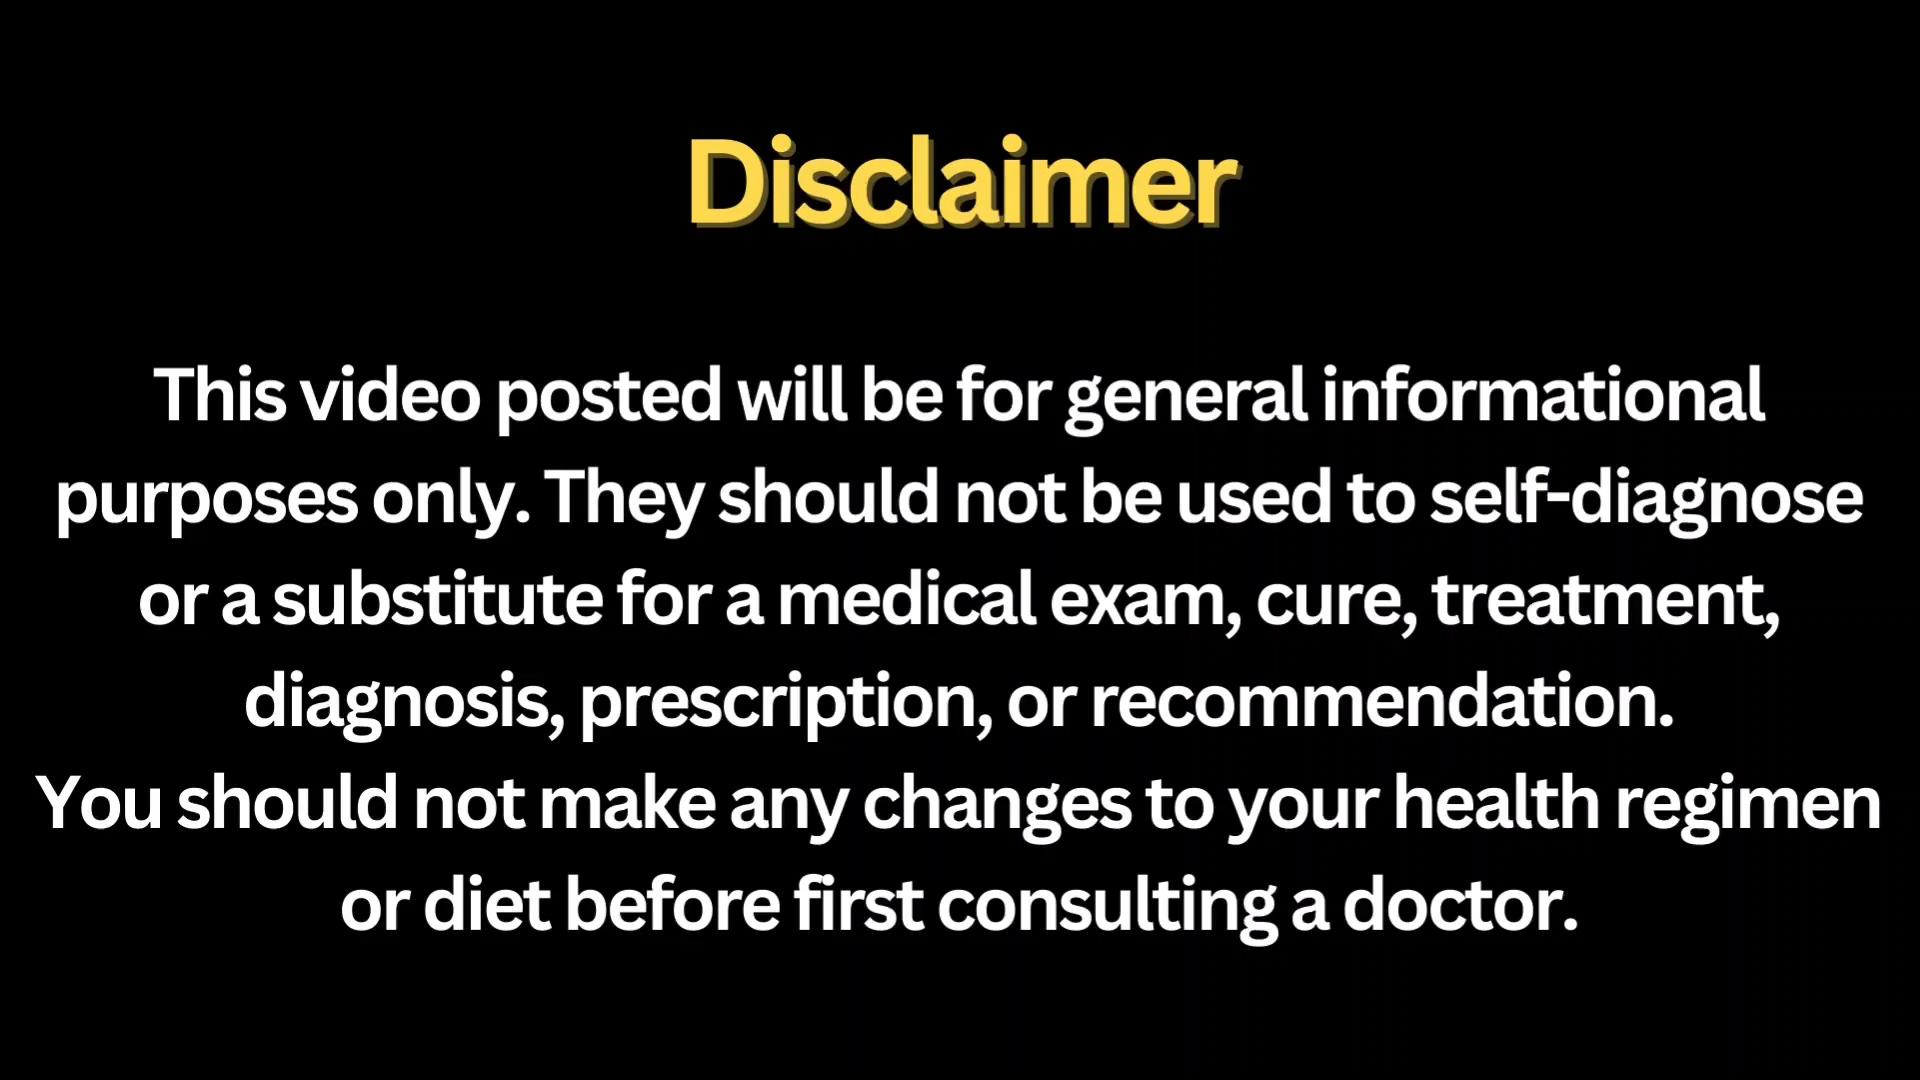 Disclaimer
This video posted will be for general informational
purposes only. They should not be used to self-diagnose
or a substitute for a medical exam, cure, treatment,
diagnosis, prescription, or recommendation.
You should not make any changes to your health regimen
or diet before first consulting a doctor.